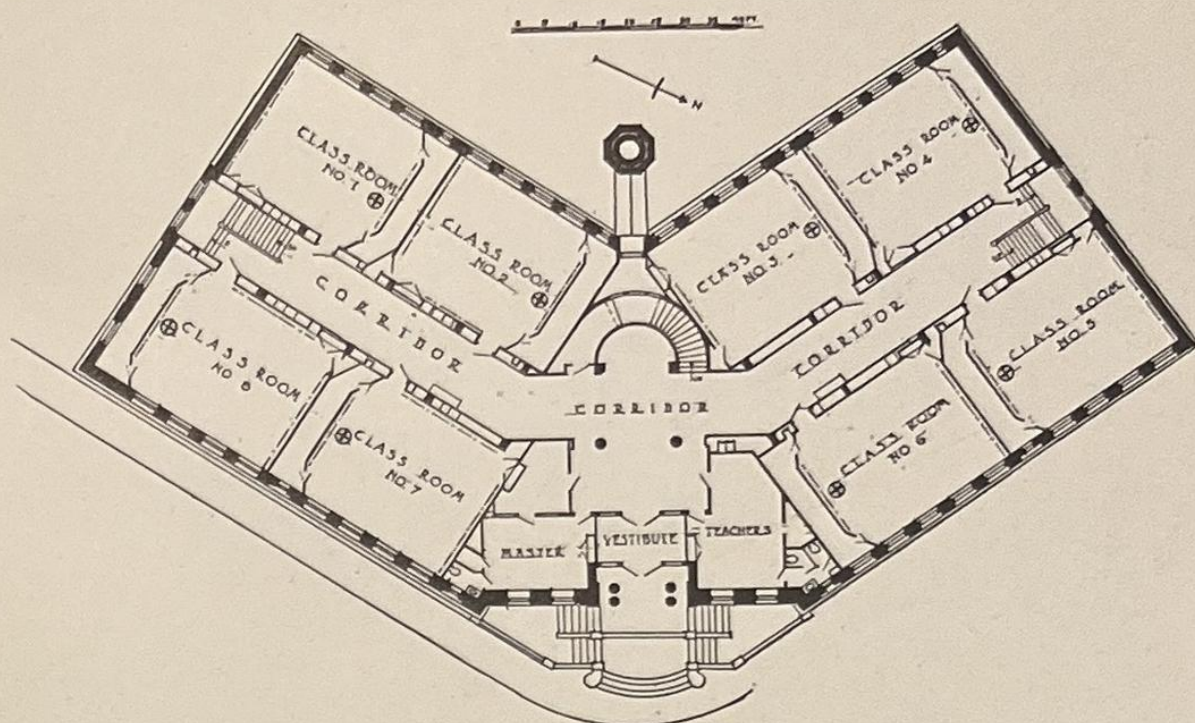 N
CLASS ROOM
NO. 1
CLASS ROOM
NO. 2
CLASS ROOM
NO. 3
CLASS ROOM
NO 4
CORRIDOR
CORRIDOR
CLASS ROOM
NO. 5
CLASS ROOM
NO 8
CORRIDOR
CLASS ROOM
NO 6
CLASS ROOM
NO. 7
MASTER
VESTIBULE
TEACHERS